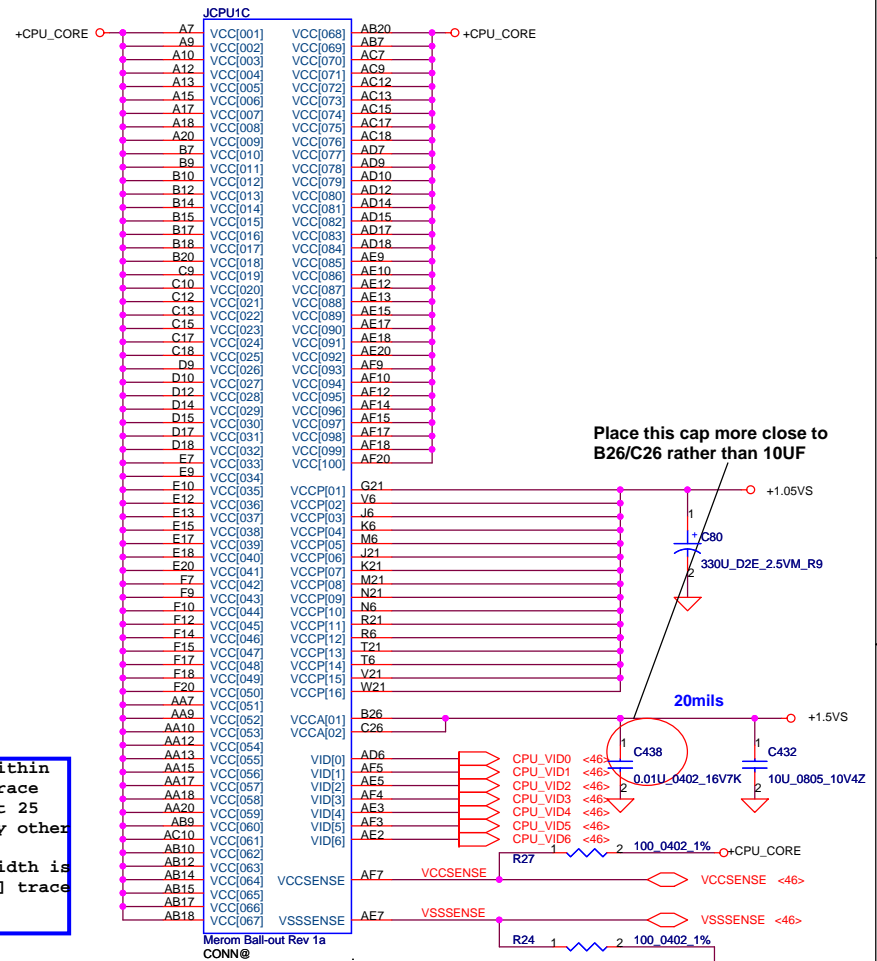 JCPU1C
+CPU_CORE A7 VCC[001] VCC[068] AB20 +CPU_CORE
A9 VCC[002] VCC[069] AB7
A10 VCC[003] VCC[070] AC7
A12 VCC[004] VCC[071] AC9
A13 VCC[005] VCC[072] AC12
A15 VCC[006] VCC[073] AC13
A17 VCC[007] VCC[074] AC15
A18 VCC[008] VCC[075] AC17
A20 VCC[009] VCC[076] AC18
B7 VCC[010] VCC[077] AD7
B9 VCC[011] VCC[078] AD9
B10 VCC[012] VCC[079] AD10
B12 VCC[013] VCC[080] AD12
B14 VCC[014] VCC[081] AD14
B15 VCC[015] VCC[082] AD15
B17 VCC[016] VCC[083] AD17
B18 VCC[017] VCC[084] AD18
B20 VCC[018] VCC[085] AE9
C9 VCC[019] VCC[086] AE10
C10 VCC[020] VCC[087] AE12
C12 VCC[021] VCC[088] AE13
C13 VCC[022] VCC[089] AE15
C15 VCC[023] VCC[090] AE17
C17 VCC[024] VCC[091] AE18
C18 VCC[025] VCC[092] AE20
D9 VCC[026] VCC[093] AF9
D10 VCC[027] VCC[094] AF10
D12 VCC[028] VCC[095] AF12
D14 VCC[029] VCC[096] AF14
D15 VCC[030] VCC[097] AF15
D17 VCC[031] VCC[098] AF17
D18 VCC[032] VCC[099] AF18
E7 VCC[033] VCC[100] AF20
E9 VCC[034]
E10 VCC[035] VCCP[01] G21
E12 VCC[036] VCCP[02] V6
E13 VCC[037] VCCP[03] J6
E15 VCC[038] VCCP[04] K6
E17 VCC[039] VCCP[05] M6
E18 VCC[040] VCCP[06] J21
E20 VCC[041] VCCP[07] K21
F7 VCC[042] VCCP[08] M21
F9 VCC[043] VCCP[09] N21
F10 VCC[044] VCCP[10] N6
F12 VCC[045] VCCP[11] R21
F14 VCC[046] VCCP[12] R6
F15 VCC[047] VCCP[13] T21
F17 VCC[048] VCCP[14] T6
F18 VCC[049] VCCP[15] V21
F20 VCC[050] VCCP[16] W21
AA7 VCC[051]
AA9 VCC[052] VCCA[01] B26
AA10 VCC[053] VCCA[02] C26
AA12 VCC[054]
AA13 VCC[055] VID[0] AD6 CPU_VID0 <46>
AA15 VCC[056] VID[1] AF5 CPU_VID1 <46>
AA17 VCC[057] VID[2] AE5 CPU_VID2 <46>
AA18 VCC[058] VID[3] AF4 CPU_VID3 <46>
AA20 VCC[059] VID[4] AE3 CPU_VID4 <46>
AB9 VCC[060] VID[5] AF3 CPU_VID5 <46>
AC10 VCC[061] VID[6] AE2 CPU_VID6 <46>
AB10 VCC[062]
AB12 VCC[063]
AB14 VCC[064] VCCSENSE AF7 VCCSENSE VCCSENSE <46>
AB15 VCC[065]
AB17 VCC[066]
AB18 VCC[067] VSSSENSE AE7 VSSSENSE VSSSENSE <46>
Merom Ball-out Rev 1a
CONN@
Place this cap more close to
B26/C26 rather than 10UF
+1.05VS
1
+ C80
330U_D2E_2.5VM_R9
2
20mils
+1.5VS
1 C438
0.01U_0402_16V7K
2
1 C432
10U_0805_10V4Z
2
R27 1 2 100_0402_1% +CPU_CORE
R24 1 2 100_0402_1%
ithin
race
t 25
y other
idth is
] trace